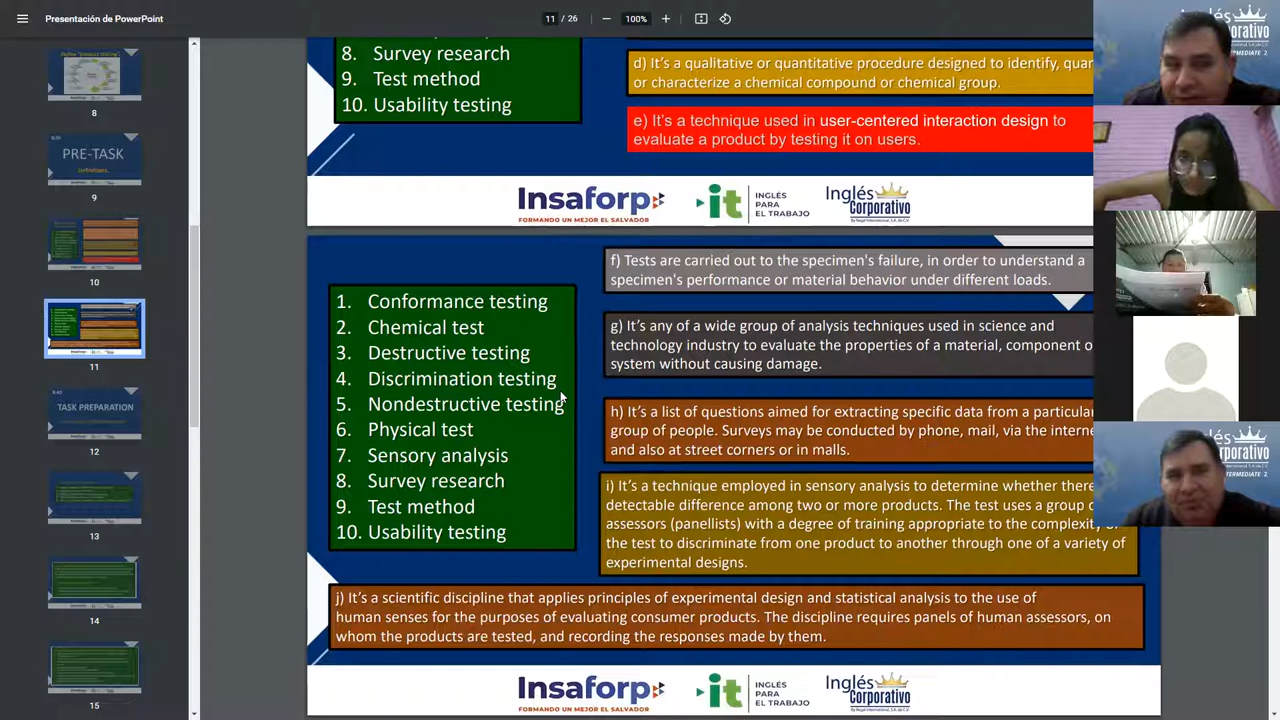 Presentación de PowerPoint
11 / 26
100%
8
PRE-TASK
Definitions.
9
10
11
TASK PREPARATION
12
13
14
15
8. Survey research
9. Test method
10. Usability testing
d) It's a qualitative or quantitative procedure designed to identify, quan
or characterize a chemical compound or chemical group.
e) It's a technique used in user-centered interaction design to
evaluate a product by testing it on users.
Insaforp
FORMANDO UN MEJOR EL SALVADOR
it
INGLÉS
PARA
EL TRABAJO
Inglés
Corporativo
1. Conformance testing
2. Chemical test
3. Destructive testing
4. Discrimination testing
5. Nondestructive testing
6. Physical test
7. Sensory analysis
8. Survey research
9. Test method
10. Usability testing
f) Tests are carried out to the specimen's failure, in order to understand a
specimen's performance or material behavior under different loads.
g) It's any of a wide group of analysis techniques used in science and
technology industry to evaluate the properties of a material, component o
system without causing damage.
h) It's a list of questions aimed for extracting specific data from a particula
group of people. Surveys may be conducted by phone, mail, via the interne
and also at street corners or in malls.
i) It's a technique employed in sensory analysis to determine whether there
detectable difference among two or more products. The test uses a group o
assessors (panellists) with a degree of training appropriate to the complexity of
the test to discriminate from one product to another through one of a variety of
experimental designs.
j) It's a scientific discipline that applies principles of experimental design and statistical analysis to the use of
human senses for the purposes of evaluating consumer products. The discipline requires panels of human assessors, on
whom the products are tested, and recording the responses made by them.
Insaforp
FORMANDO UN MEJOR EL SALVADOR
it
INGLÉS
PARA
EL TRABAJO
Inglés
Corporativo